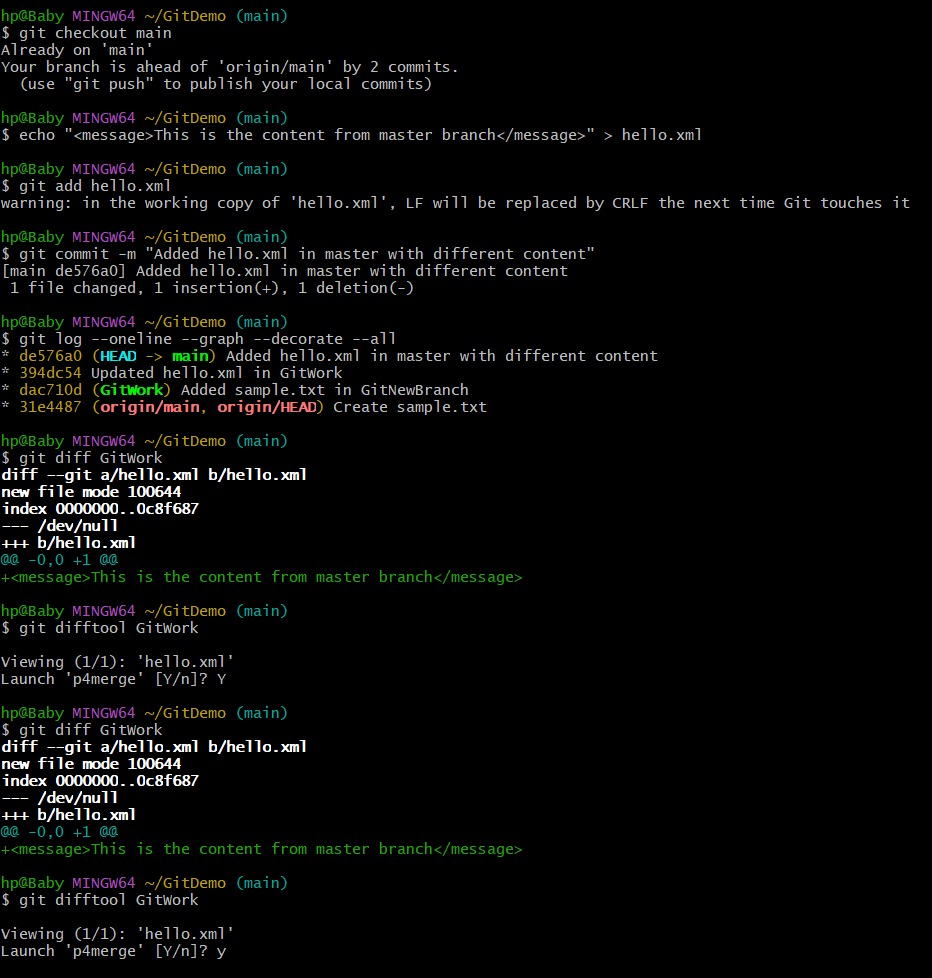 hp@Baby MINGW64 ~/GitDemo (main)
$ git checkout main
Already on 'main'
Your branch is ahead of 'origin/main' by 2 commits.
  (use "git push" to publish your local commits)

hp@Baby MINGW64 ~/GitDemo (main)
$ echo "<message>This is the content from master branch</message>" > hello.xml

hp@Baby MINGW64 ~/GitDemo (main)
$ git add hello.xml
warning: in the working copy of 'hello.xml', LF will be replaced by CRLF the next time Git touches it

hp@Baby MINGW64 ~/GitDemo (main)
$ git commit -m "Added hello.xml in master with different content"
[main de576a0] Added hello.xml in master with different content
 1 file changed, 1 insertion(+), 1 deletion(-)

hp@Baby MINGW64 ~/GitDemo (main)
$ git log --oneline --graph --decorate --all
* de576a0 (HEAD -> main) Added hello.xml in master with different content
* 394dc54 Updated hello.xml in GitWork
* dac710d (GitWork) Added sample.txt in GitNewBranch
* 31e4487 (origin/main, origin/HEAD) Create sample.txt

hp@Baby MINGW64 ~/GitDemo (main)
$ git diff GitWork
diff --git a/hello.xml b/hello.xml
new file mode 100644
index 0000000..0c8f687
--- /dev/null
+++ b/hello.xml
@@ -0,0 +1 @@
+<message>This is the content from master branch</message>

hp@Baby MINGW64 ~/GitDemo (main)
$ git difftool GitWork

Viewing (1/1): 'hello.xml'
Launch 'p4merge' [Y/n]? Y

hp@Baby MINGW64 ~/GitDemo (main)
$ git diff GitWork
diff --git a/hello.xml b/hello.xml
new file mode 100644
index 0000000..0c8f687
--- /dev/null
+++ b/hello.xml
@@ -0,0 +1 @@
+<message>This is the content from master branch</message>

hp@Baby MINGW64 ~/GitDemo (main)
$ git difftool GitWork

Viewing (1/1): 'hello.xml'
Launch 'p4merge' [Y/n]? y